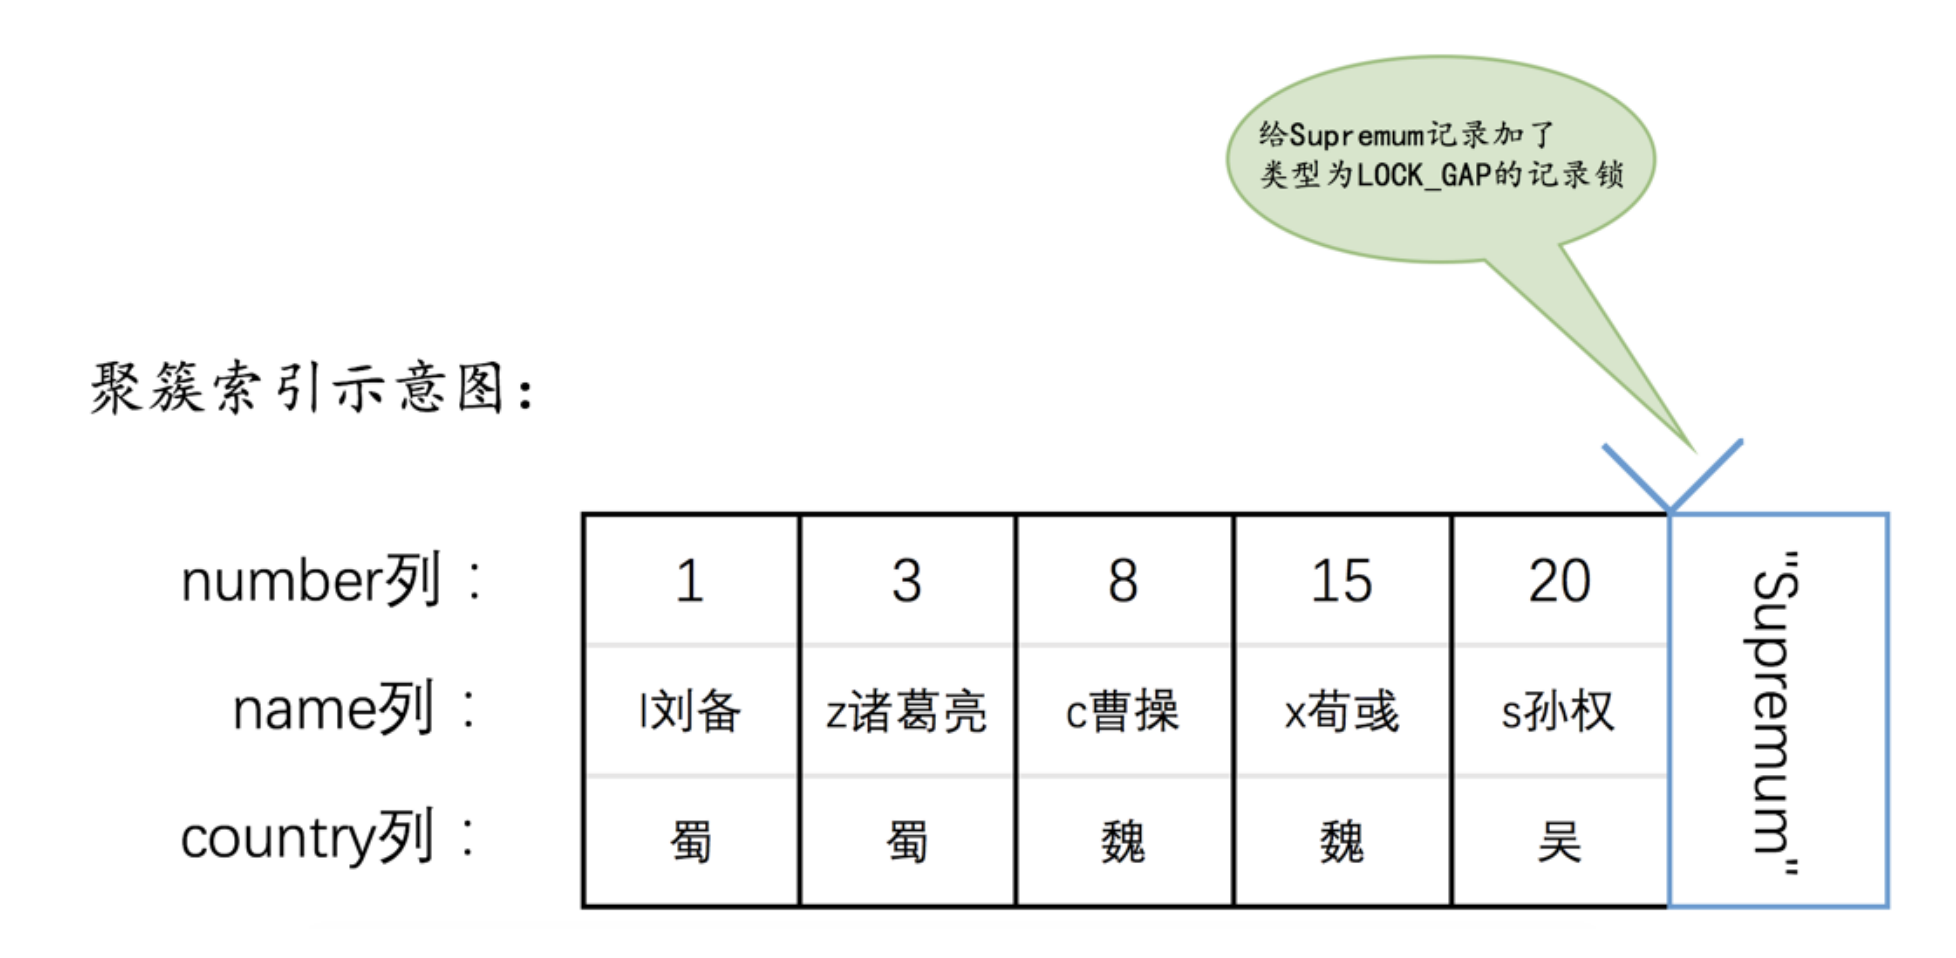 给Supremum记录加了
类型为LOCK_GAP的记录锁
聚簇索引示意图：
number列： 1 3 8 15 20
name列： l刘备 z诸葛亮 c曹操 x荀彧 s孙权
country列： 蜀 蜀 魏 魏 吴
"Supremum"